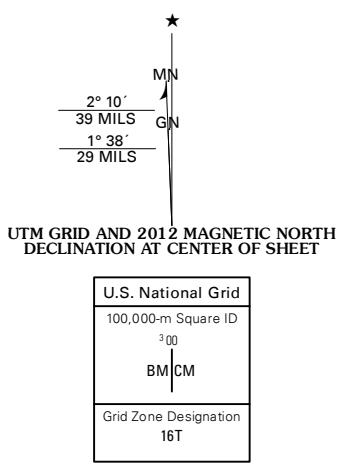 ★
MN
2° 10´
39 MILS
GN
1° 38´
29 MILS
UTM GRID AND 2012 MAGNETIC NORTH
DECLINATION AT CENTER OF SHEET
U.S. National Grid
100,000-m Square ID
³00
BM CM
Grid Zone Designation
16T